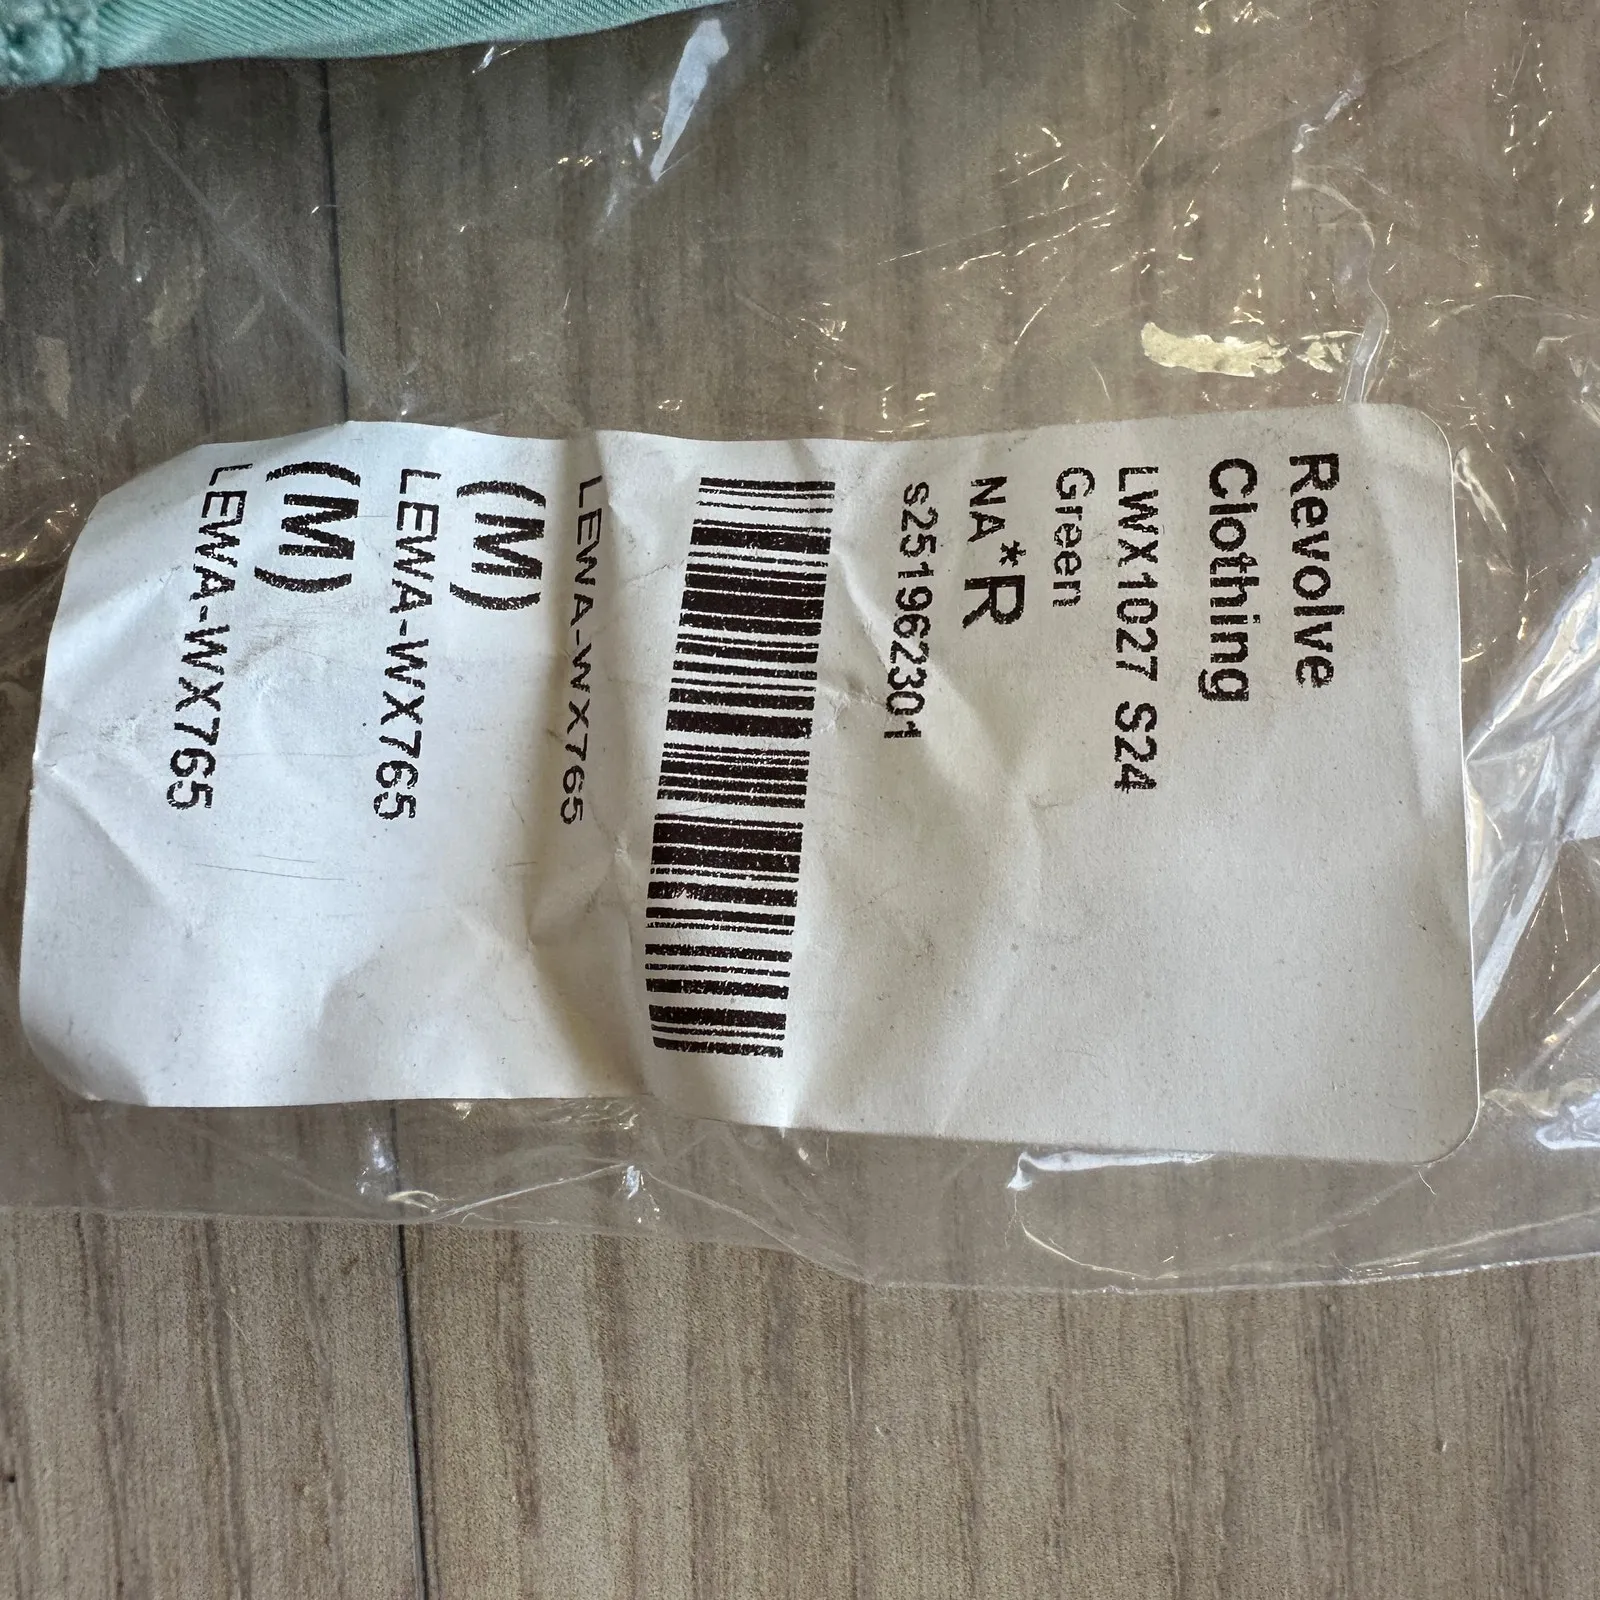 Revolve
Clothing
LWX1027 S24
Green
NA*R
s251962301
LEWA-WX765
(M)
LEWA-WX765
(M)
LEWA-WX765